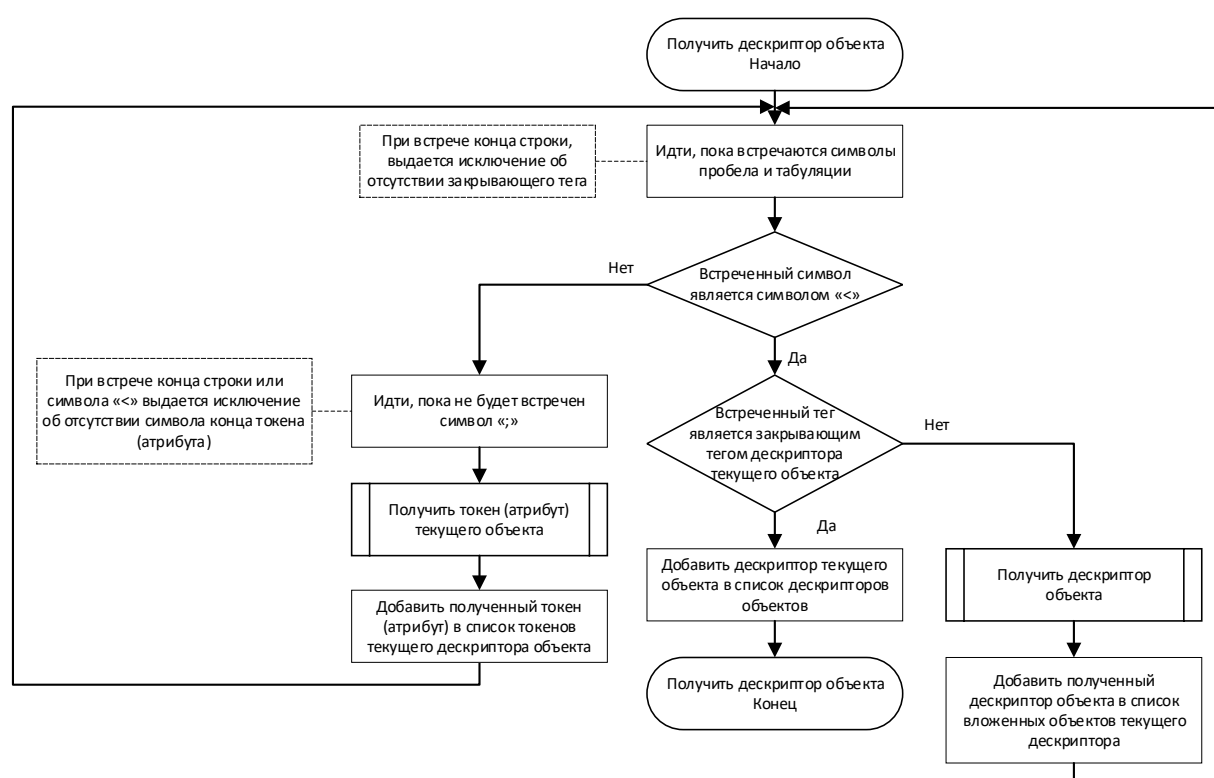 Получить дескриптор объекта
Начало
При встрече конца строки,
выдается исключение об
отсутствии закрывающего тега
Идти, пока встречаются символы
пробела и табуляции
Нет
Встреченный символ
является символом «<»
Да
При встрече конца строки или
символа «<» выдается исключение
об отсутствии символа конца токена
(атрибута)
Идти, пока не будет встречен
символ «;»
Встреченный тег
является закрывающим
тегом дескриптора
текущего объекта
Нет
Получить токен (атрибут)
текущего объекта
Да
Добавить дескриптор текущего
объекта в список дескрипторов
объектов
Получить дескриптор
объекта
Добавить полученный токен
(атрибут) в список токенов
текущего дескриптора объекта
Получить дескриптор объекта
Конец
Добавить полученный
дескриптор объекта в список
вложенных объектов текущего
дескриптора